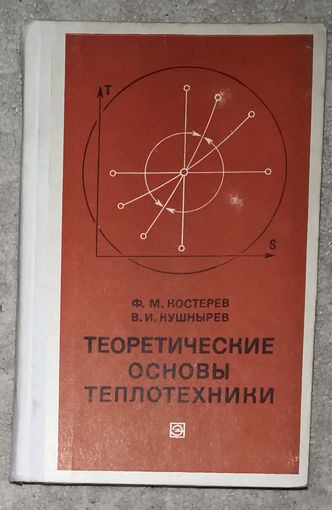 T
S
Ф. М. КОСТЕРЕВ
В. И. КУШНЫРЕВ
ТЕОРЕТИЧЕСКИЕ
ОСНОВЫ
ТЕПЛОТЕХНИКИ